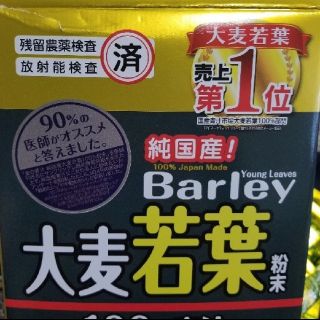 残留農薬検査
放射能検査
済
大麦若葉
売上
第1位
90%の
医師がオススメ
と答えました。
純国産!
100% Japan Made
Young Leaves
Barley
大麦若葉粉末